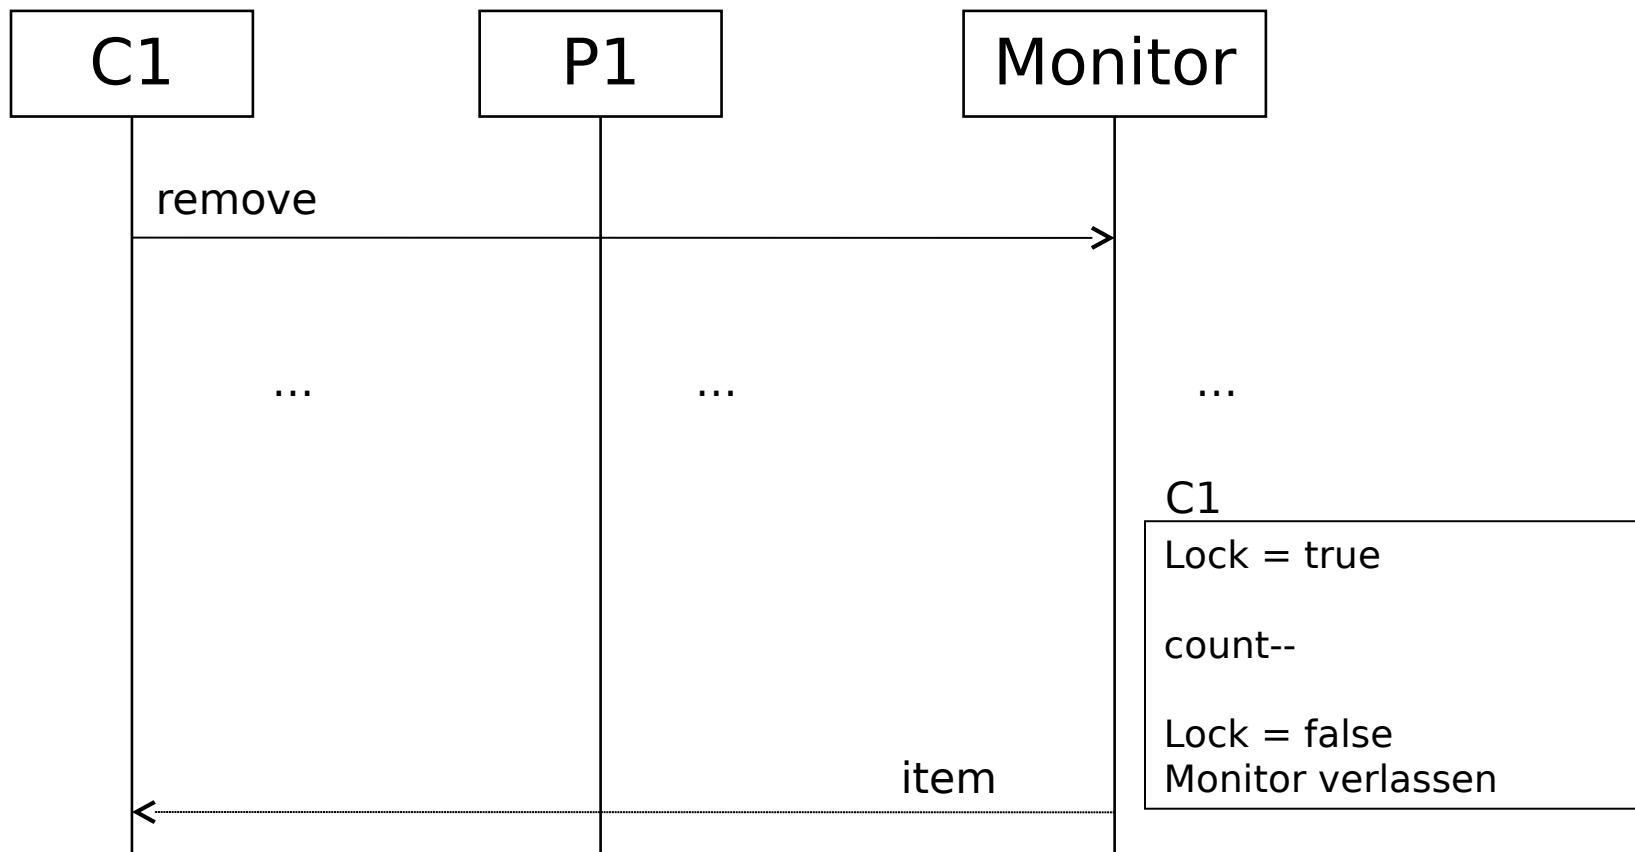 C1
P1
Monitor
remove
...
...
...
C1
Lock = true
count--
Lock = false
Monitor verlassen
item